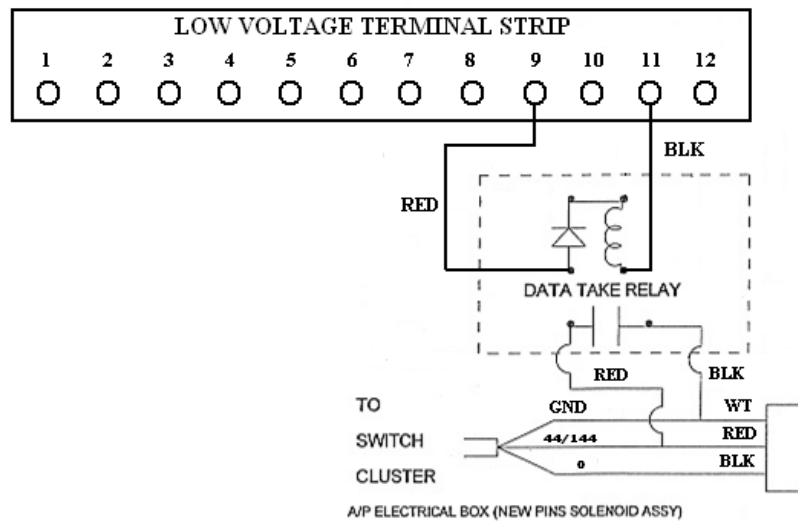 LOW VOLTAGE TERMINAL STRIP
1 2 3 4 5 6 7 8 9 10 11 12
BLK
RED
DATA TAKE RELAY
RED BLK
TO GND WT
SWITCH 44/144 RED
CLUSTER 0 BLK
A/P ELECTRICAL BOX (NEW PINS SOLENOID ASSY)